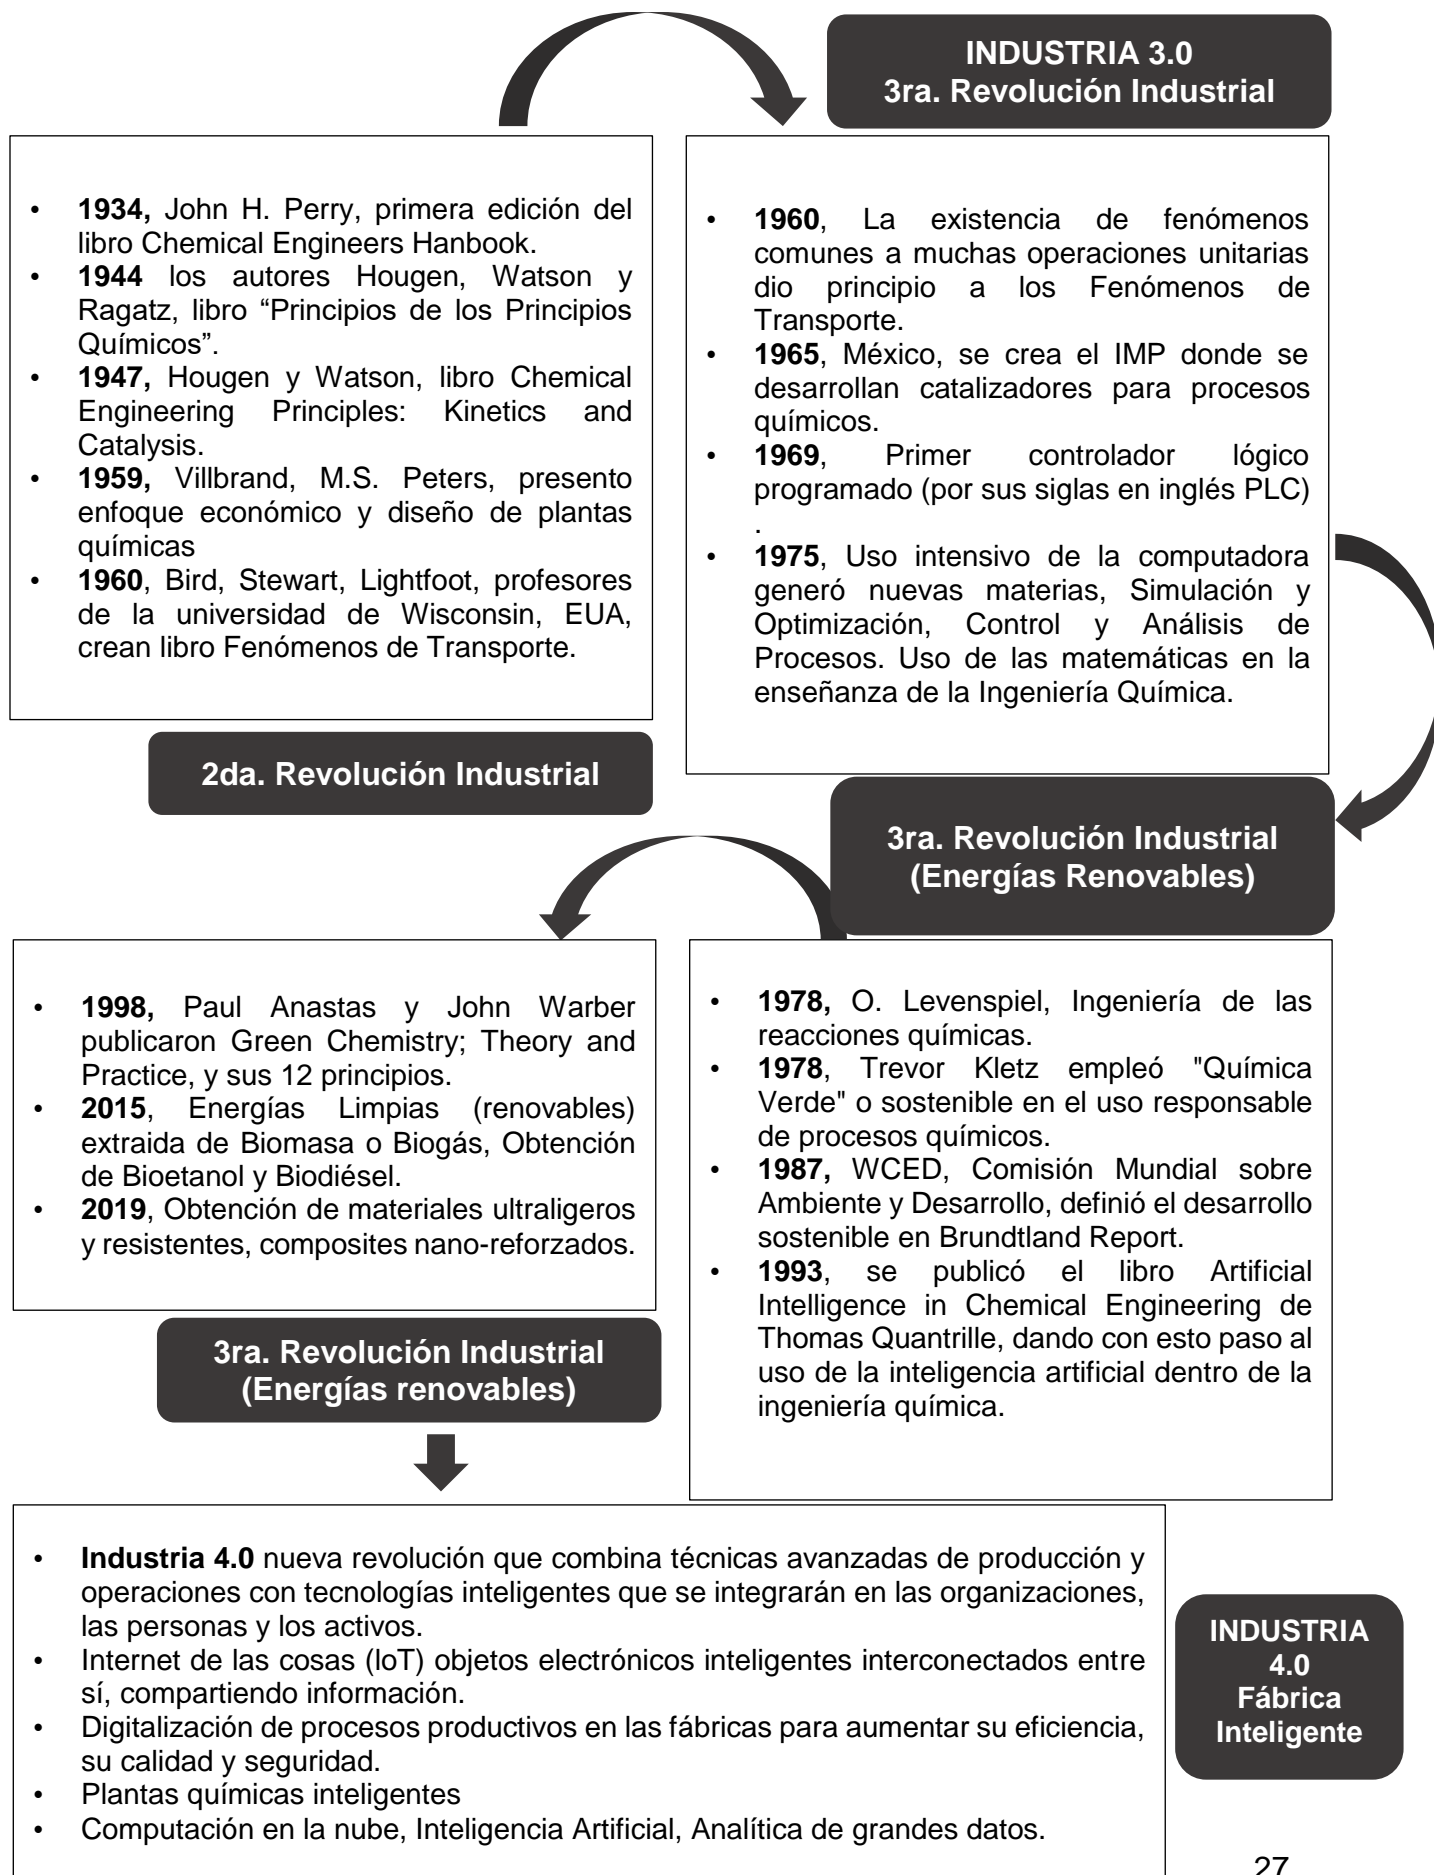 INDUSTRIA 3.0
3ra. Revolución Industrial
• 1934, John H. Perry, primera edición del
libro Chemical Engineers Hanbook.
• 1944 los autores Hougen, Watson y
Ragatz, libro “Principios de los Principios
Químicos”.
• 1947, Hougen y Watson, libro Chemical
Engineering Principles: Kinetics and
Catalysis.
• 1959, Villbrand, M.S. Peters, presento
enfoque económico y diseño de plantas
químicas
• 1960, Bird, Stewart, Lightfoot, profesores
de la universidad de Wisconsin, EUA,
crean libro Fenómenos de Transporte.
2da. Revolución Industrial
• 1960, La existencia de fenómenos
comunes a muchas operaciones unitarias
dio principio a los Fenómenos de
Transporte.
• 1965, México, se crea el IMP donde se
desarrollan catalizadores para procesos
químicos.
• 1969, Primer controlador lógico
programado (por sus siglas en inglés PLC)
.
• 1975, Uso intensivo de la computadora
generó nuevas materias, Simulación y
Optimización, Control y Análisis de
Procesos. Uso de las matemáticas en la
enseñanza de la Ingeniería Química.
3ra. Revolución Industrial
(Energías Renovables)
• 1978, O. Levenspiel, Ingeniería de las
reacciones químicas.
• 1978, Trevor Kletz empleó "Química
Verde" o sostenible en el uso responsable
de procesos químicos.
• 1987, WCED, Comisión Mundial sobre
Ambiente y Desarrollo, definió el desarrollo
sostenible en Brundtland Report.
• 1993, se publicó el libro Artificial
Intelligence in Chemical Engineering de
Thomas Quantrille, dando con esto paso al
uso de la inteligencia artificial dentro de la
ingeniería química.
• 1998, Paul Anastas y John Warber
publicaron Green Chemistry; Theory and
Practice, y sus 12 principios.
• 2015, Energías Limpias (renovables)
extraida de Biomasa o Biogás, Obtención
de Bioetanol y Biodiésel.
• 2019, Obtención de materiales ultraligeros
y resistentes, composites nano-reforzados.
3ra. Revolución Industrial
(Energías renovables)
• Industria 4.0 nueva revolución que combina técnicas avanzadas de producción y
operaciones con tecnologías inteligentes que se integrarán en las organizaciones,
las personas y los activos.
• Internet de las cosas (IoT) objetos electrónicos inteligentes interconectados entre
sí, compartiendo información.
• Digitalización de procesos productivos en las fábricas para aumentar su eficiencia,
su calidad y seguridad.
• Plantas químicas inteligentes
• Computación en la nube, Inteligencia Artificial, Analítica de grandes datos.
INDUSTRIA
4.0
Fábrica
Inteligente
27